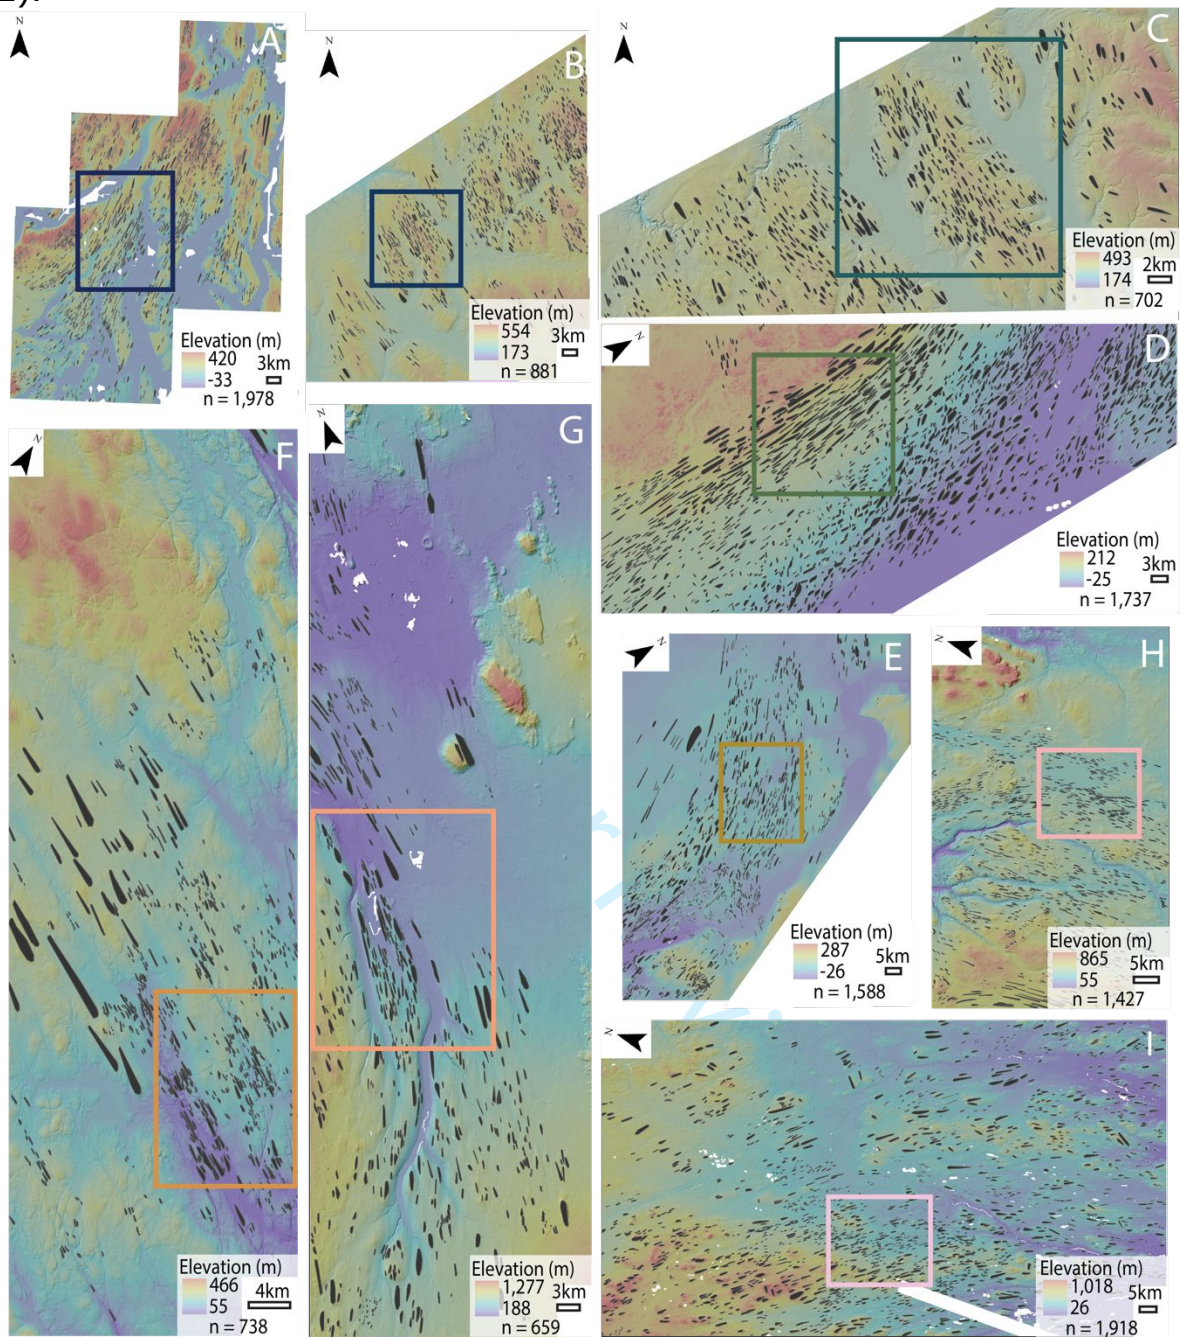 N
A
Elevation (m)
420
-33
3km
n = 1,978
N
B
Elevation (m)
554
173
3km
n = 881
N
C
Elevation (m)
493
174
2km
n = 702
N
D
Elevation (m)
212
-25
3km
n = 1,737
N
E
Elevation (m)
287
-26
5km
n = 1,588
N
H
Elevation (m)
865
55
5km
n = 1,427
N
F
Elevation (m)
466
55
4km
n = 738
N
G
Elevation (m)
1,277
188
3km
n = 659
N
I
Elevation (m)
1,018
26
5km
n = 1,918